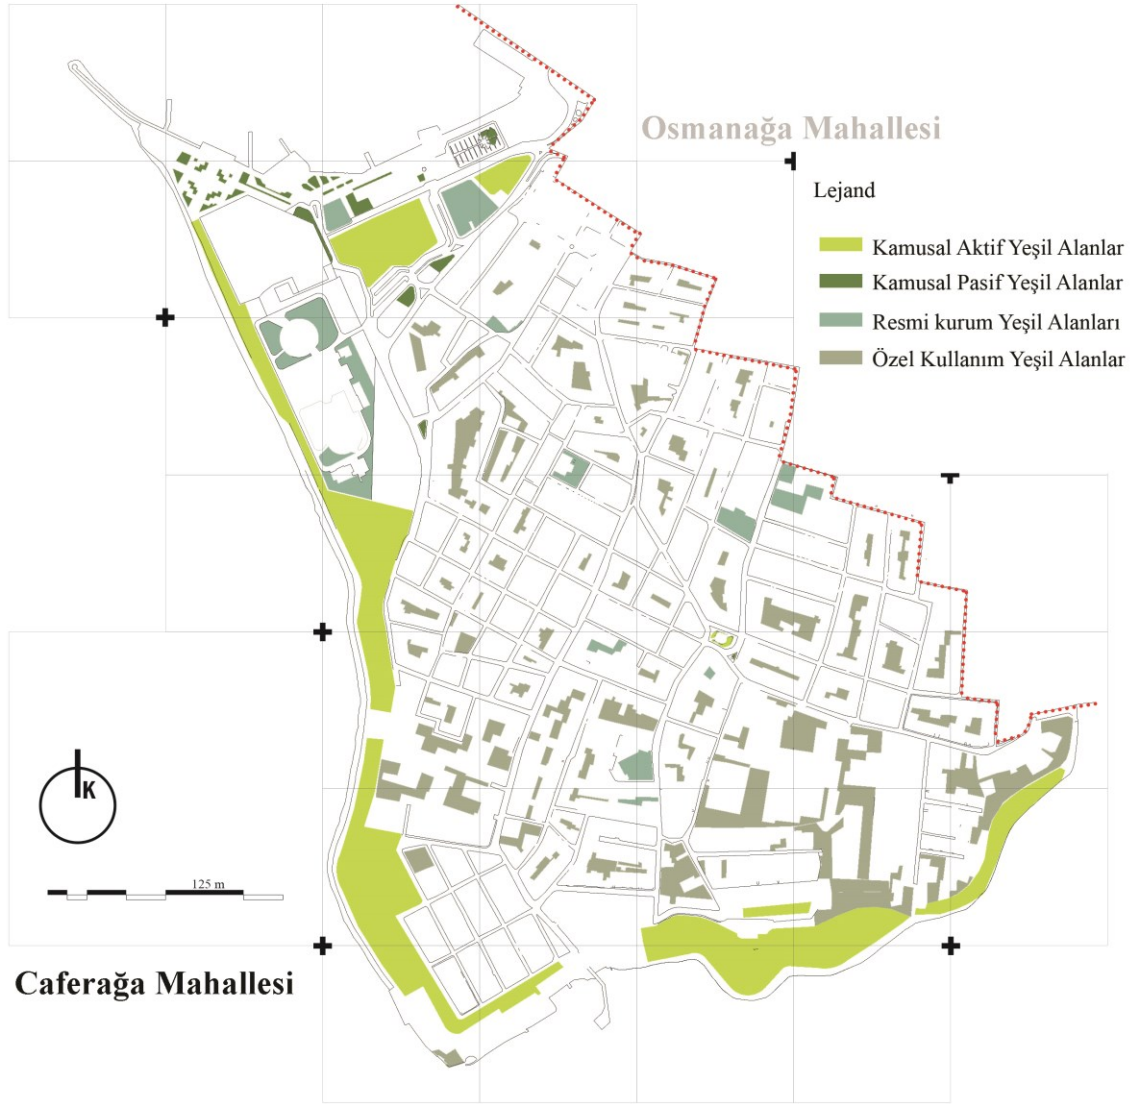 Osmanağa Mahallesi
Lejand
Kamusal Aktif Yeşil Alanlar
Kamusal Pasif Yeşil Alanlar
Resmi kurum Yeşil Alanları
Özel Kullanım Yeşil Alanlar
K
125 m
Caferağa Mahallesi